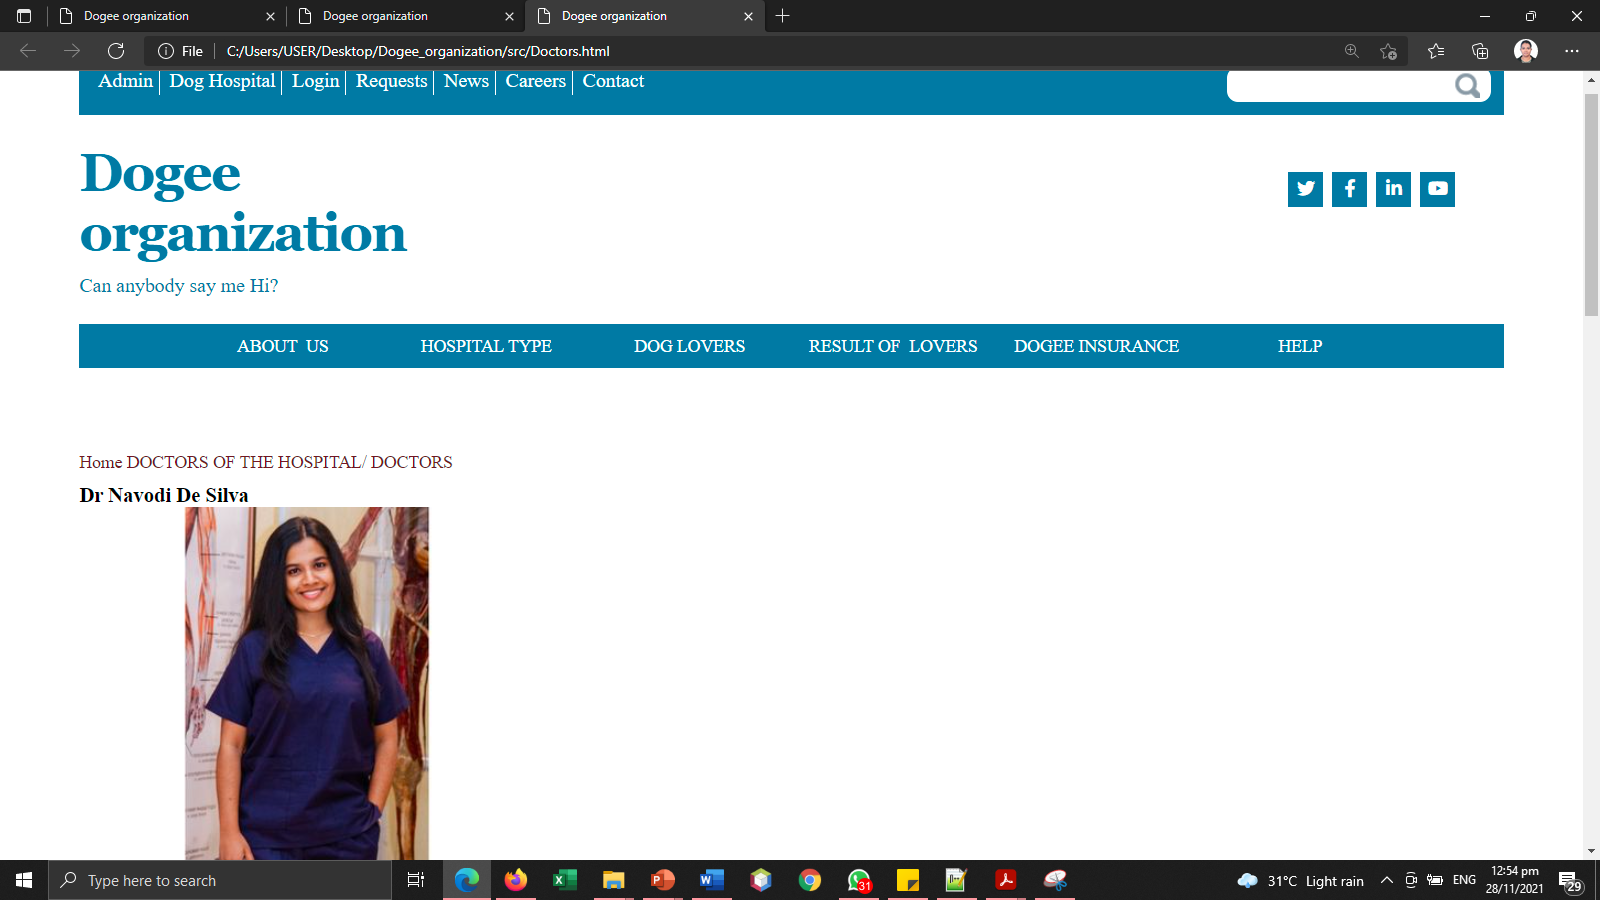 Dogee organization
Dogee organization
Dogee organization
File
C:/Users/USER/Desktop/Dogee_organization/src/Doctors.html
Admin
Dog Hospital
Login
Requests
News
Careers
Contact
Dogee
organization
Can anybody say me Hi?
ABOUT US
HOSPITAL TYPE
DOG LOVERS
RESULT OF LOVERS
DOGEE INSURANCE
HELP
Home DOCTORS OF THE HOSPITAL/ DOCTORS
Dr Navodi De Silva
Type here to search
31
31°C Light rain
ENG
12:54 pm
28/11/2021
29